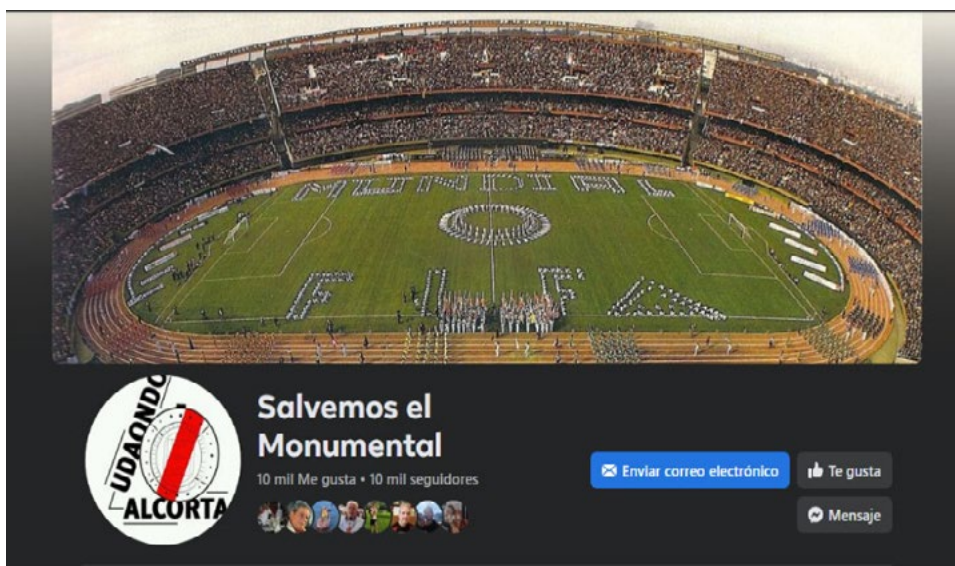 MUNDIAL
FIFA
UDAONDO
ALCORTA
Salvemos el
Monumental
10 mil Me gusta • 10 mil seguidores
Enviar correo electrónico
Te gusta
Mensaje